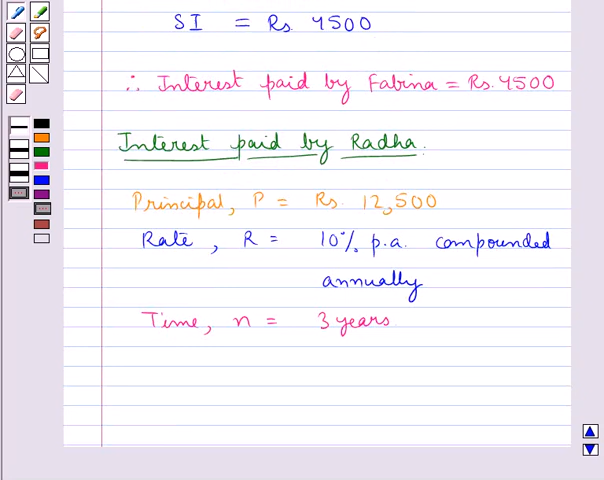 SI = Rs. 4500
∴ Interest paid by Fabina = Rs. 4500
Interest paid by Radha.
Principal, P = Rs. 12,500
Rate, R = 10% p.a. compounded
annually
Time, n = 3 years